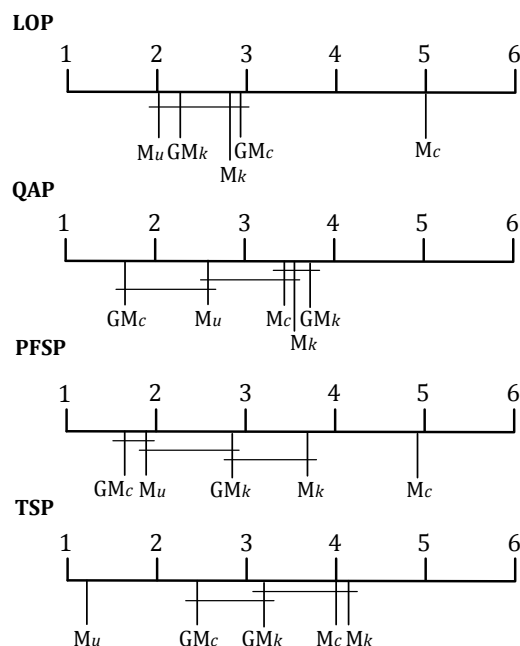 LOP
1 2 3 4 5 6
Mu GMk GMc Mc
Mk
QAP
1 2 3 4 5 6
GMc Mu Mc GMk
Mk
PFSP
1 2 3 4 5 6
GMc Mu GMk Mk Mc
TSP
1 2 3 4 5 6
Mu GMc GMk Mc Mk